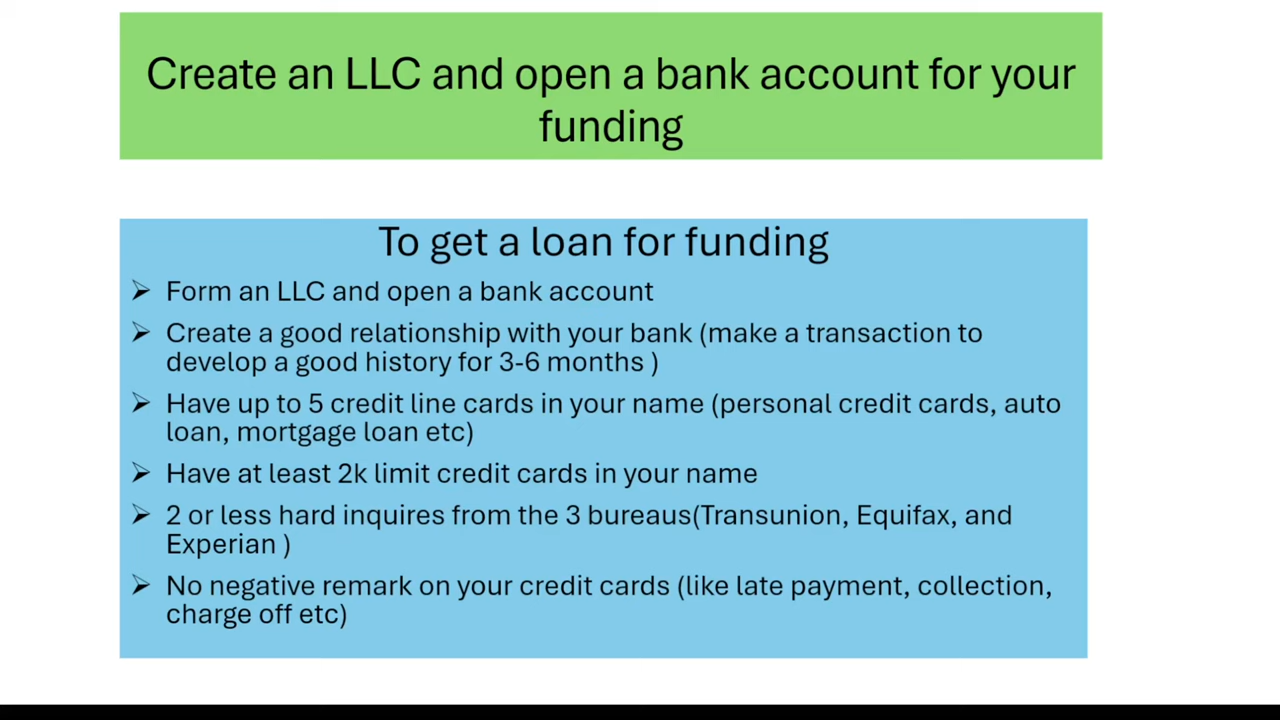 Create an LLC and open a bank account for your
funding
To get a loan for funding
➢ Form an LLC and open a bank account
➢ Create a good relationship with your bank (make a transaction to
develop a good history for 3-6 months )
➢ Have up to 5 credit line cards in your name (personal credit cards, auto
loan, mortgage loan etc)
➢ Have at least 2k limit credit cards in your name
➢ 2 or less hard inquires from the 3 bureaus(Transunion, Equifax, and
Experian )
➢ No negative remark on your credit cards (like late payment, collection,
charge off etc)